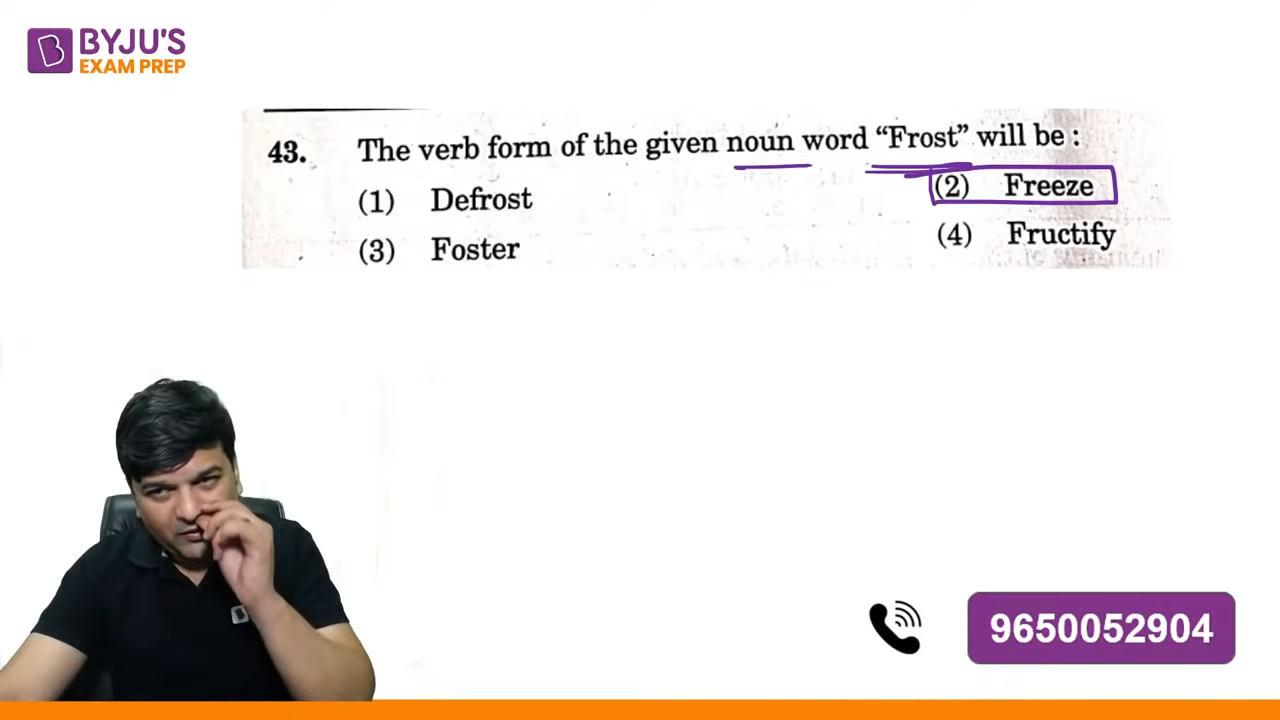 BYJU'S
EXAM PREP
43. The verb form of the given noun word “Frost” will be :
(1) Defrost (2) Freeze
(3) Foster (4) Fructify
9650052904